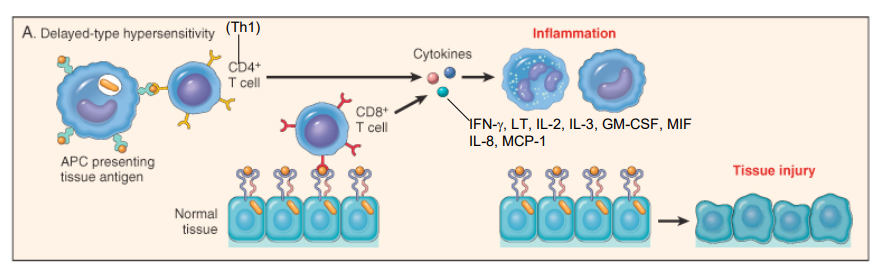 A. Delayed-type hypersensitivity
(Th1)
CD4+
T cell
Cytokines
Inflammation
CD8+
T cell
IFN-γ, LT, IL-2, IL-3, GM-CSF, MIF
IL-8, MCP-1
APC presenting
tissue antigen
Normal
tissue
Tissue injury